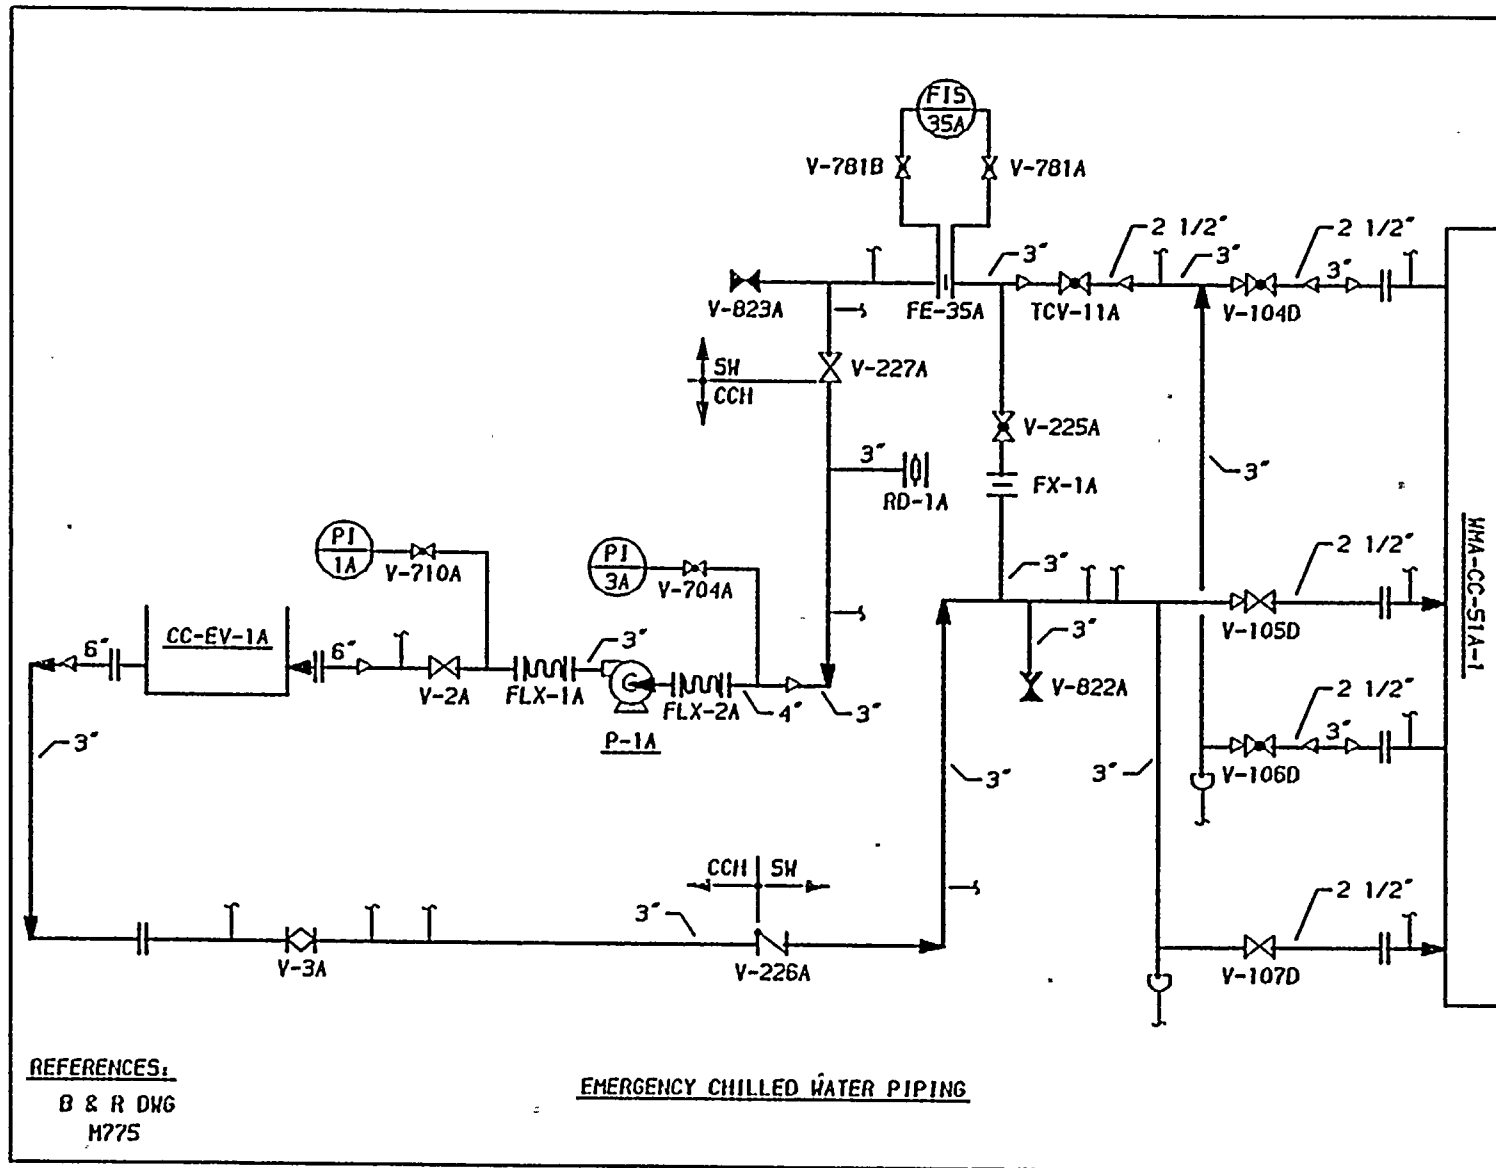 FIS
35A
V-781B
V-781A
2 1/2"
2 1/2"
3"
3"
3"
V-823A
FE-35A
TCV-11A
V-104D
SW
CCH
V-227A
V-225A
3"
3"
RD-1A
FX-1A
WMA-CC-51A-1
PI
1A
V-710A
PI
3A
V-704A
2 1/2"
3"
CC-EV-1A
6"
6"
3"
3"
V-105D
V-2A
FLX-1A
FLX-2A
4"
3"
V-822A
2 1/2"
3"
P-1A
3"
3"
3"
V-106D
CCH
SW
3"
2 1/2"
V-3A
V-226A
V-107D
REFERENCES:
B & R DWG
M775
EMERGENCY CHILLED WATER PIPING